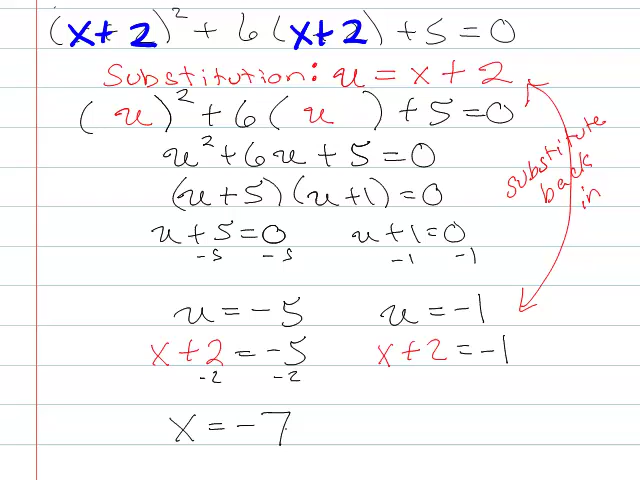 (x+2)² + 6(x+2) + 5 = 0
Substitution: u = x + 2
(u)² + 6(u) + 5 = 0
u² + 6u + 5 = 0
(u+5)(u+1) = 0
u+5=0 u+1=0
-5 -5 -1 -1
u = -5 u = -1
x+2 = -5 x+2 = -1
-2 -2
x = -7
substitute
back
in